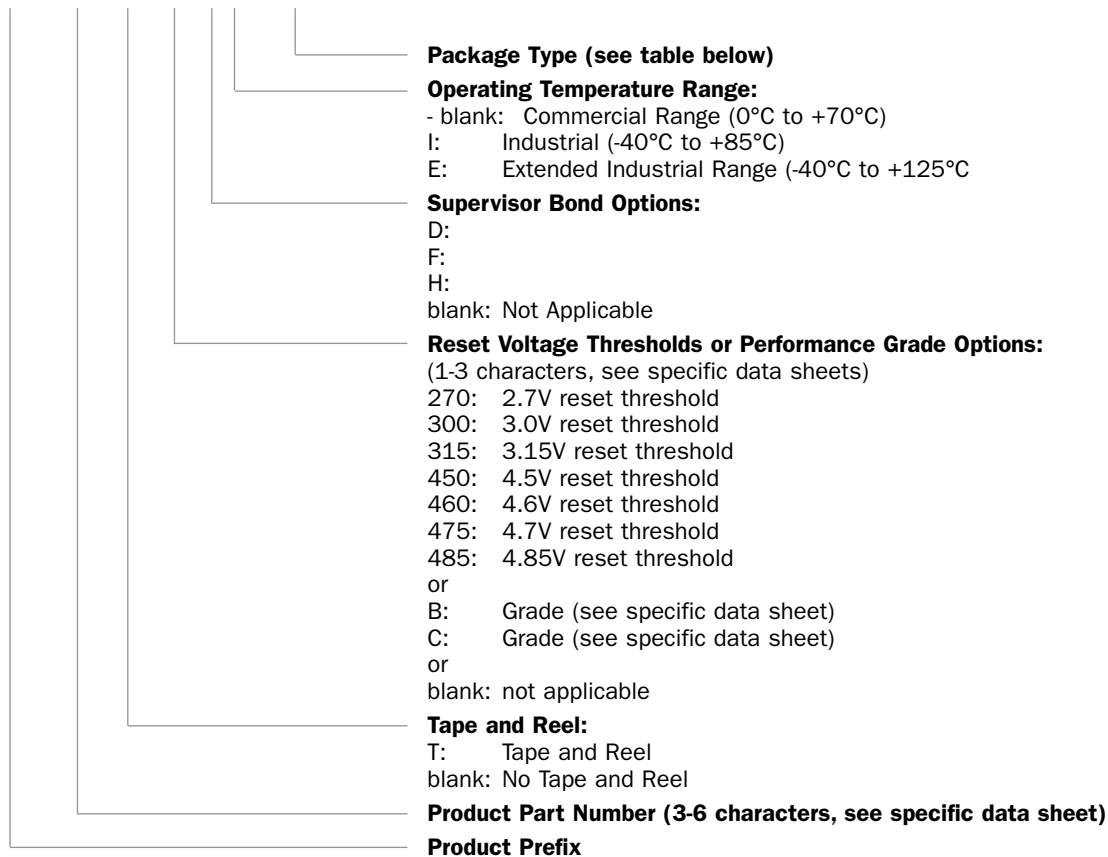 Package Type (see table below)
Operating Temperature Range:
- blank: Commercial Range (0°C to +70°C)
I: Industrial (-40°C to +85°C)
E: Extended Industrial Range (-40°C to +125°C
Supervisor Bond Options:
D:
F:
H:
blank: Not Applicable
Reset Voltage Thresholds or Performance Grade Options:
(1-3 characters, see specific data sheets)
270: 2.7V reset threshold
300: 3.0V reset threshold
315: 3.15V reset threshold
450: 4.5V reset threshold
460: 4.6V reset threshold
475: 4.7V reset threshold
485: 4.85V reset threshold
or
B: Grade (see specific data sheet)
C: Grade (see specific data sheet)
or
blank: not applicable
Tape and Reel:
T: Tape and Reel
blank: No Tape and Reel
Product Part Number (3-6 characters, see specific data sheet)
Product Prefix